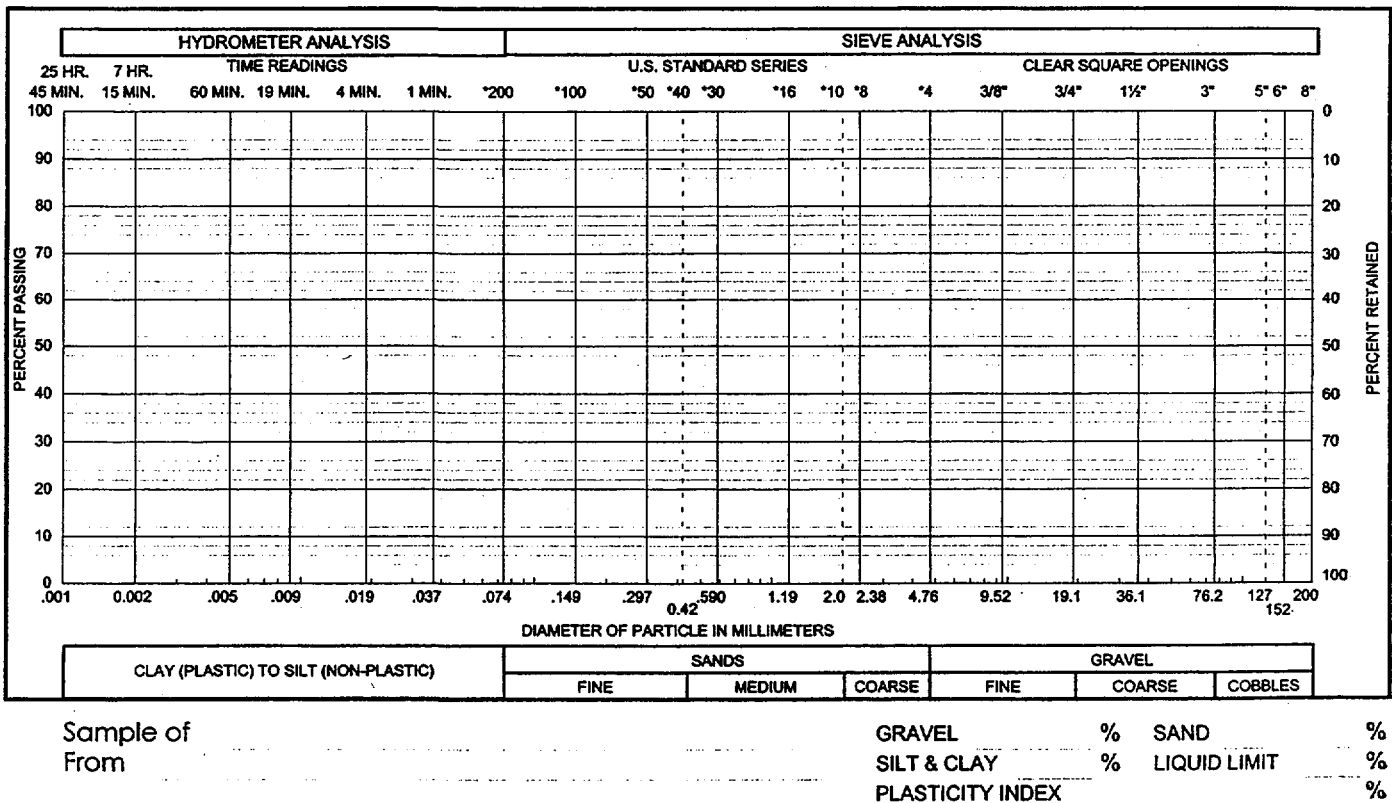 HYDROMETER ANALYSIS SIEVE ANALYSIS
25 HR. 7 HR. TIME READINGS U.S. STANDARD SERIES CLEAR SQUARE OPENINGS
45 MIN. 15 MIN. 60 MIN. 19 MIN. 4 MIN. 1 MIN. *200 *100 *50 *40 *30 *16 *10 *8 *4 3/8" 3/4" 1½" 3" 5" 6" 8"
100 0
90 10
80 20
70 30
60 40
50 50
40 60
30 70
20 80
10 90
0 100
PERCENT PASSING
PERCENT RETAINED
.001 0.002 .005 .009 .019 .037 .074 .149 .297 .590 1.19 2.0 2.38 4.76 9.52 19.1 36.1 76.2 127 200
0.42 152
DIAMETER OF PARTICLE IN MILLIMETERS
CLAY (PLASTIC) TO SILT (NON-PLASTIC) SANDS GRAVEL
FINE MEDIUM COARSE FINE COARSE COBBLES
Sample of GRAVEL % SAND %
From SILT & CLAY % LIQUID LIMIT %
PLASTICITY INDEX %